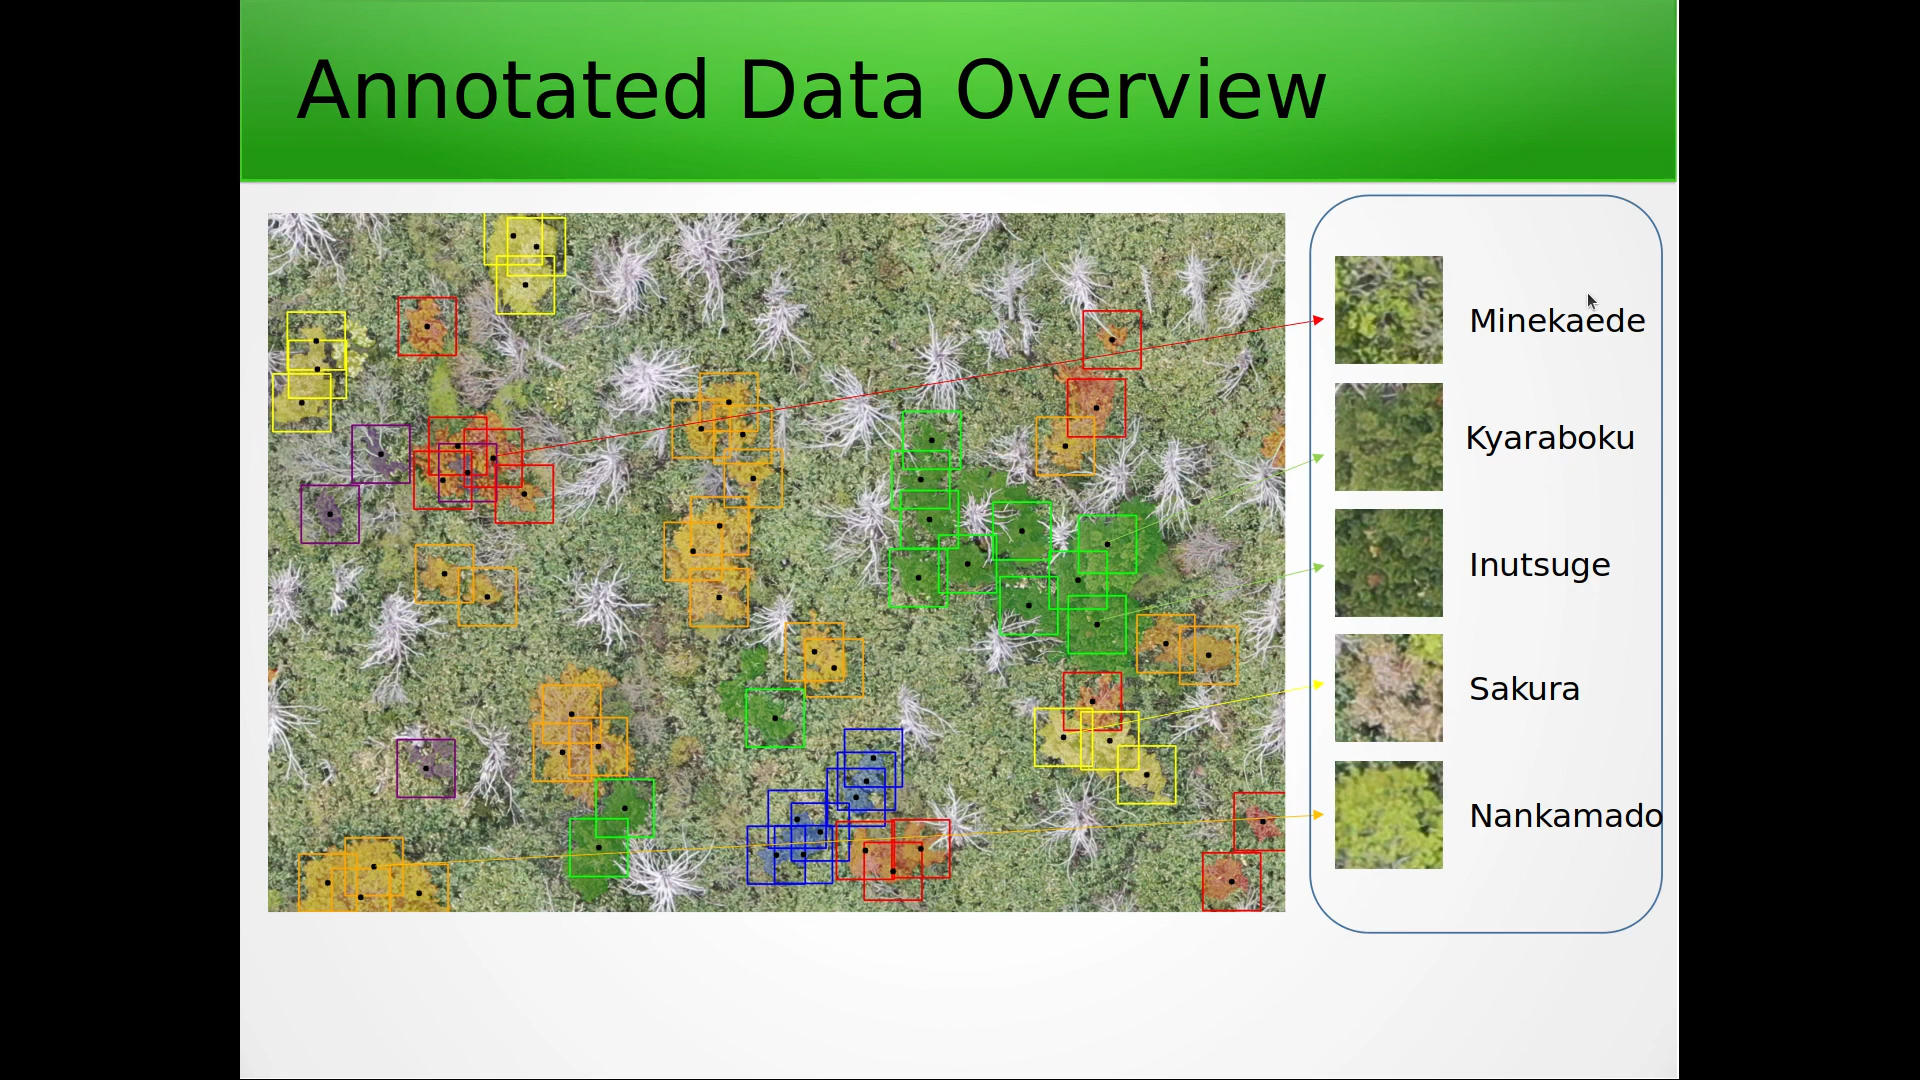 Annotated Data Overview
Minekaede
Kyaraboku
Inutsuge
Sakura
Nankamado